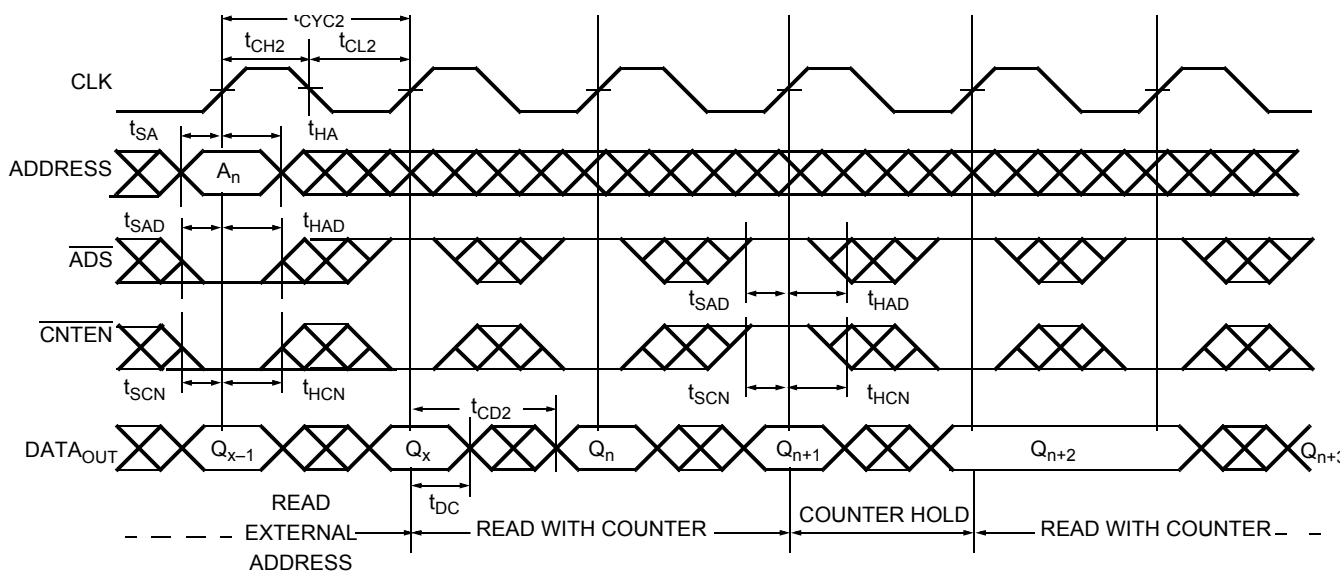 tCYC2
tCH2 tCL2
CLK
tSA tHA
ADDRESS An
tSAD tHAD
ADS
tSAD tHAD
CNTEN
tSCN tHCN tSCN tHCN
tCD2
DATAOUT Qx–1 Qx Qn Qn+1 Qn+2 Qn+3
tDC
READ
EXTERNAL
ADDRESS
READ WITH COUNTER
COUNTER HOLD
READ WITH COUNTER